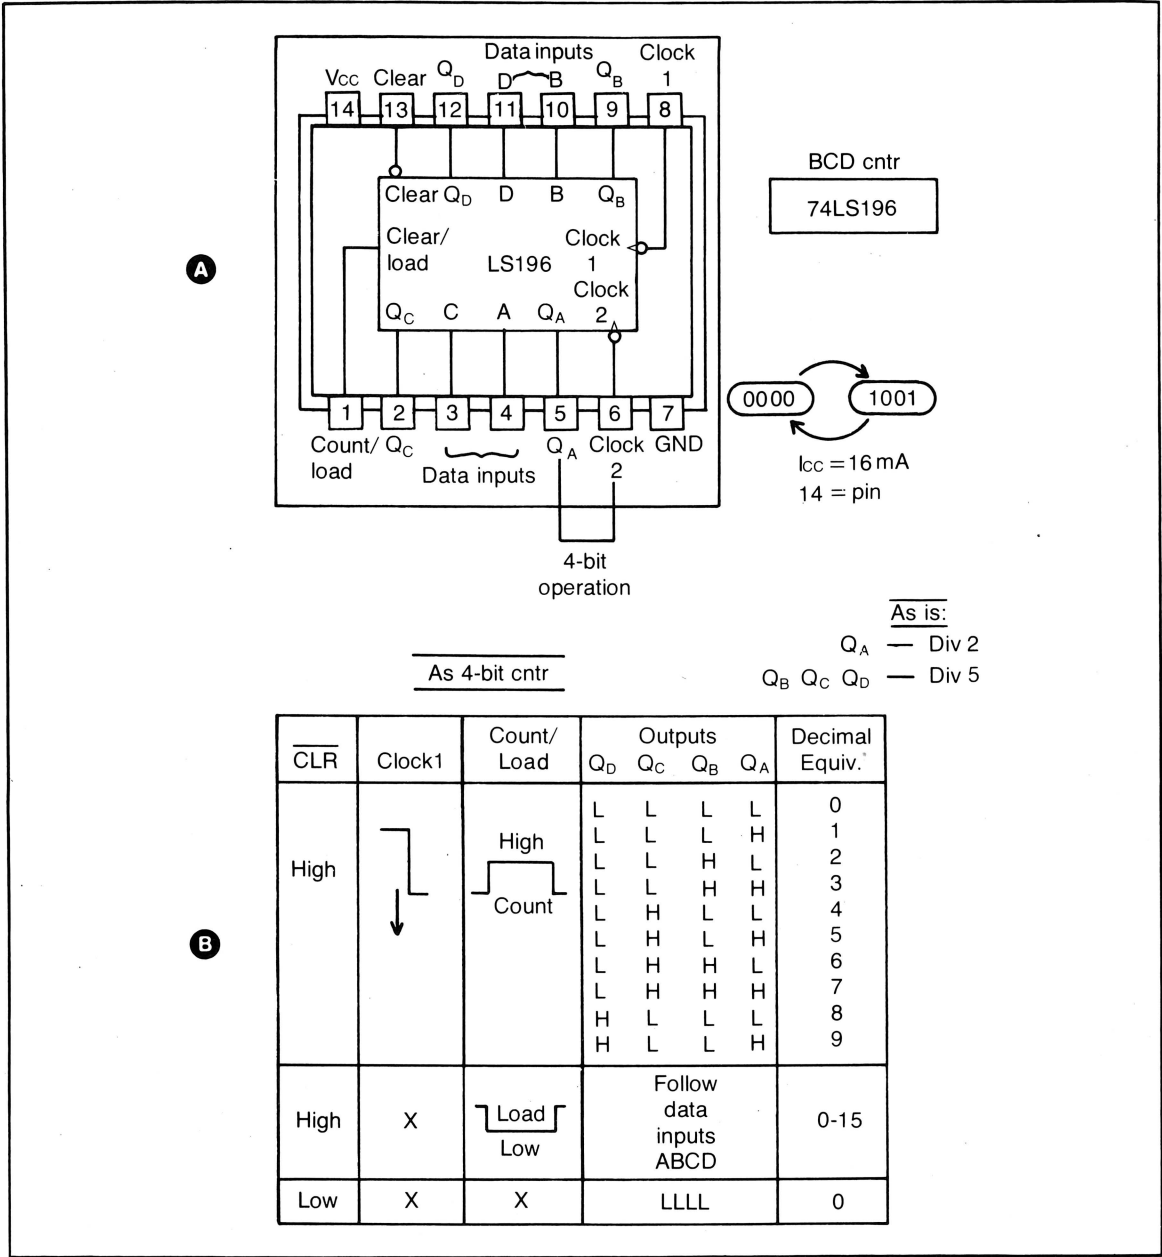 Data inputs
Clock
1
Vcc Clear QD D B QB
14 13 12 11 10 9 8
Clear QD D B QB
Clear/
load
LS196
Clock
1
Clock
2
QC C A QA
1 2 3 4 5 6 7
Count/
load
QC
Data inputs
QA
Clock
2
GND
4-bit
operation
A
BCD cntr
74LS196
0000 1001
Icc = 16 mA
14 = pin
As is:
QA — Div 2
QB QC QD — Div 5
As 4-bit cntr
B
CLR Clock1 Count/
Load
Outputs
QD QC QB QA
Decimal
Equiv.
High
High
Count
L L L L 0
L L L H 1
L L H L 2
L L H H 3
L H L L 4
L H L H 5
L H H L 6
L H H H 7
H L L L 8
H L L H 9
High X Load
Low
Follow
data
inputs
ABCD
0-15
Low X X LLLL 0